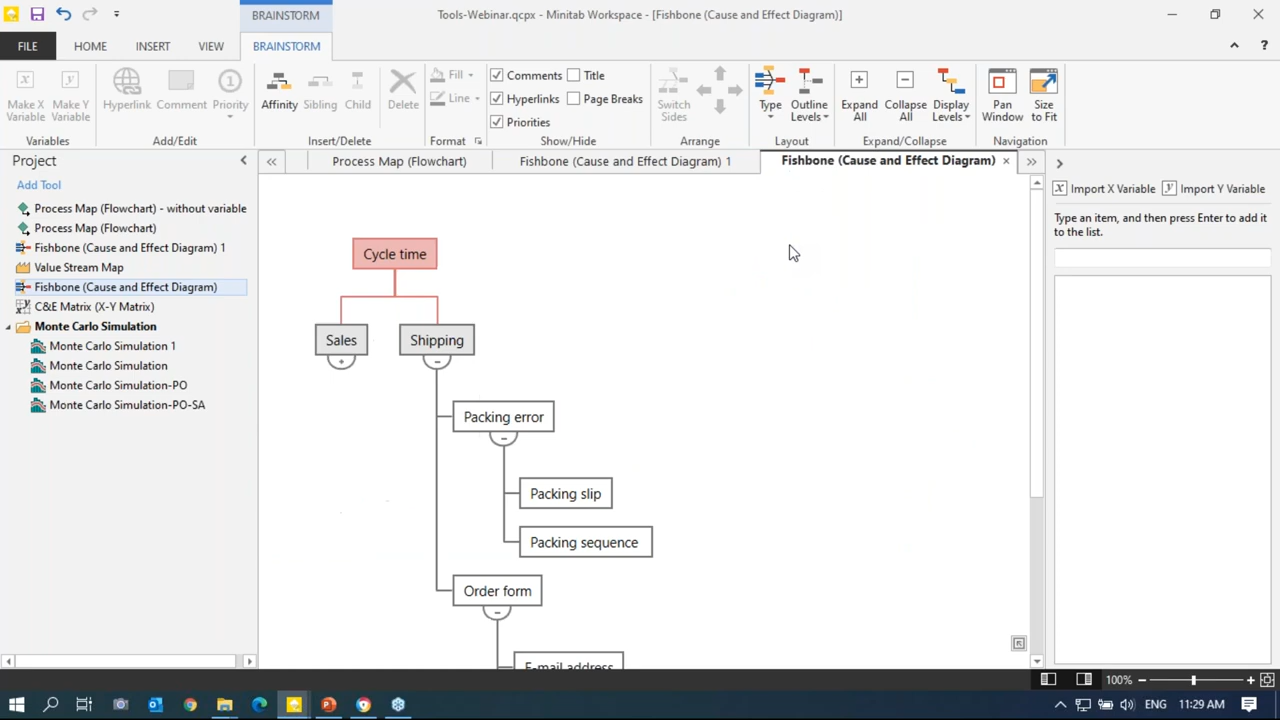 BRAINSTORM
Tools-Webinar.qcpx - Minitab Workspace - [Fishbone (Cause and Effect Diagram)]
FILE HOME INSERT VIEW BRAINSTORM
Make X Variable
Make Y Variable
Variables
Hyperlink
Comment
Priority
Add/Edit
Affinity
Sibling
Child
Delete
Insert/Delete
Fill
Line
Format
Comments
Title
Hyperlinks
Page Breaks
Priorities
Show/Hide
Switch Sides
Arrange
Type
Outline Levels
Layout
Expand All
Collapse All
Display Levels
Expand/Collapse
Pan Window
Size to Fit
Navigation
Project
Process Map (Flowchart)
Fishbone (Cause and Effect Diagram) 1
Fishbone (Cause and Effect Diagram)
Add Tool
Process Map (Flowchart) - without variable
Process Map (Flowchart)
Fishbone (Cause and Effect Diagram) 1
Value Stream Map
Fishbone (Cause and Effect Diagram)
C&E Matrix (X-Y Matrix)
Monte Carlo Simulation
Monte Carlo Simulation 1
Monte Carlo Simulation
Monte Carlo Simulation-PO
Monte Carlo Simulation-PO-SA
Cycle time
Sales
Shipping
Packing error
Packing slip
Packing sequence
Order form
E-mail address
Import X Variable
Import Y Variable
Type an item, and then press Enter to add it
to the list.
100%
ENG
11:29 AM